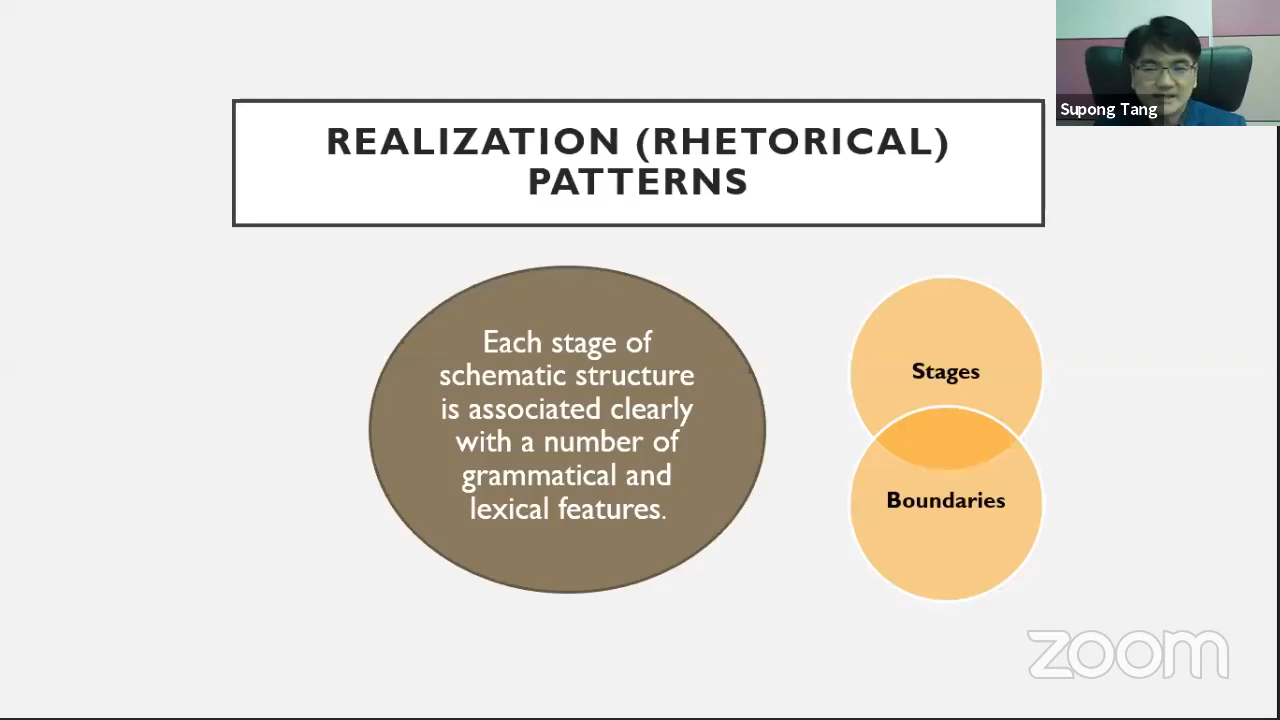 Supong Tang
REALIZATION (RHETORICAL)
PATTERNS
Each stage of
schematic structure
is associated clearly
with a number of
grammatical and
lexical features.
Stages
Boundaries
zoom